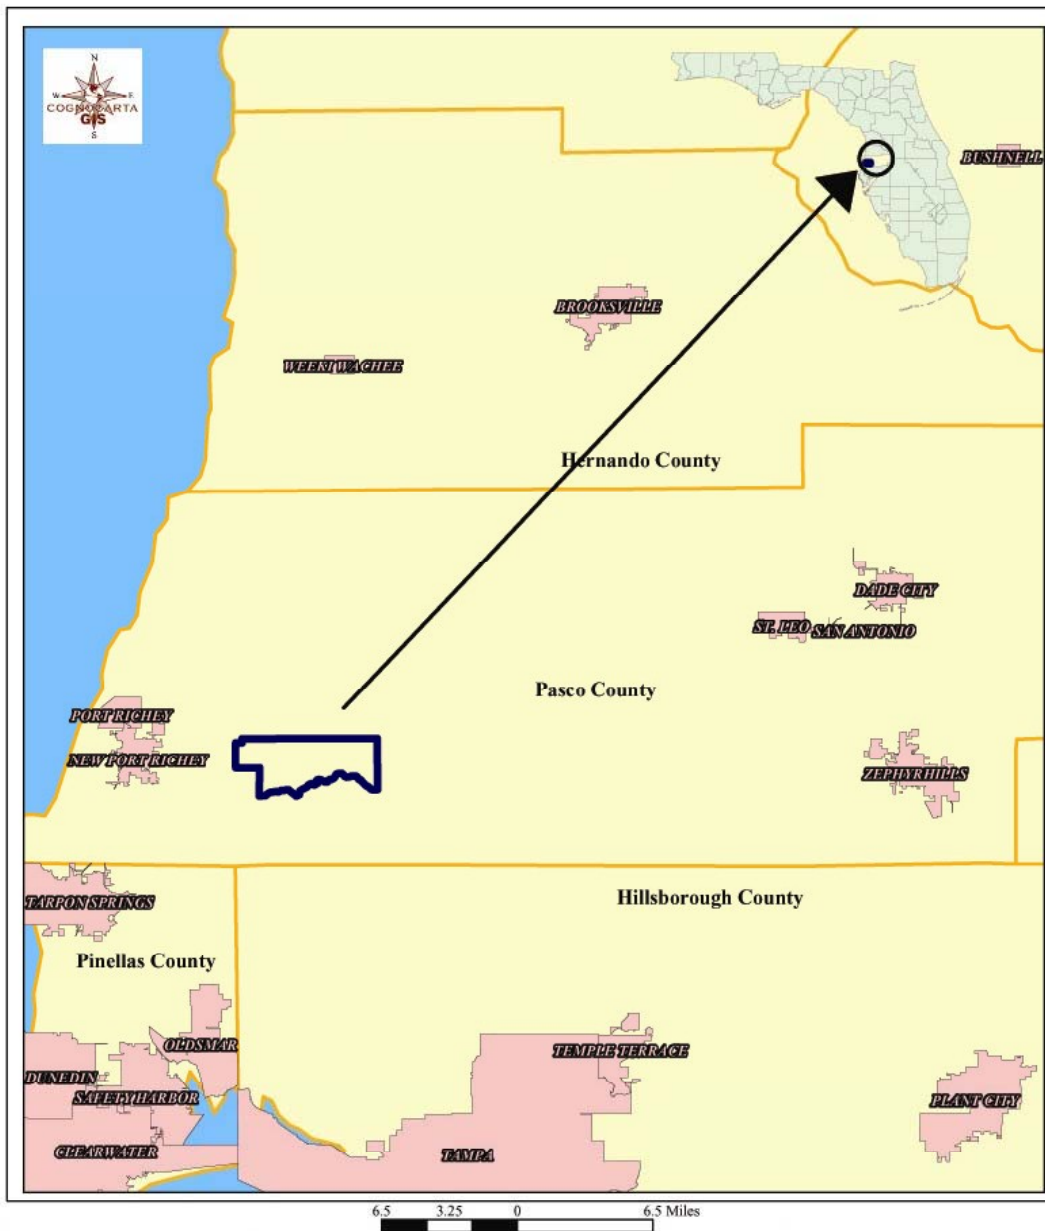 N
W E
COGNOCARTA
GIS
S
BUSHNELL
BROOKSVILLE
WEEKI WACHEE
Hernando County
DADE CITY
ST. LEO SAN ANTONIO
Pasco County
PORT RICHEY
NEW PORT RICHEY
ZEPHYRHILLS
Hillsborough County
TARPON SPRINGS
Pinellas County
OLDSMAR
TEMPLE TERRACE
DUNEDIN
SAFETY HARBOR
PLANT CITY
CLEARWATER
TAMPA
6.5 3.25 0 6.5 Miles